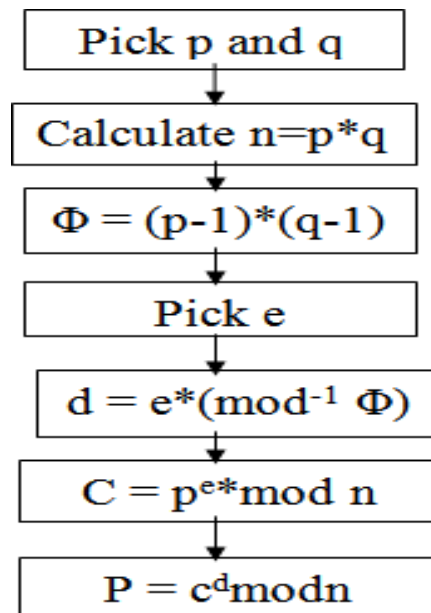 Pick p and q
Calculate n=p*q
Φ = (p-1)*(q-1)
Pick e
d = e*(mod⁻¹ Φ)
C = pᵉ*mod n
P = cᵈmodn